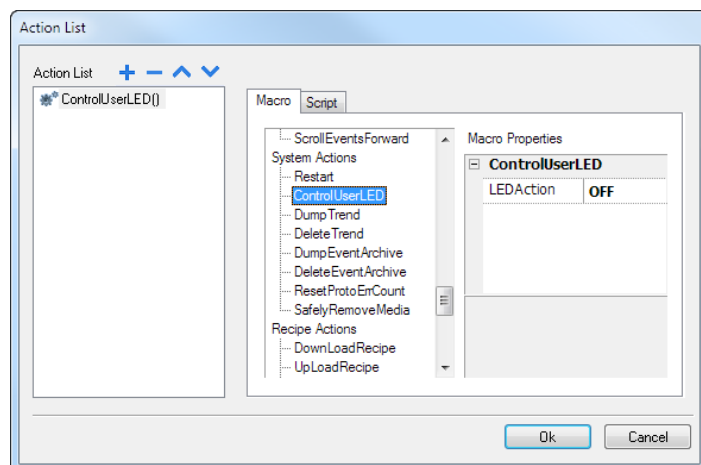 Action List
Action List
ControlUserLED()
Macro
Script
ScrollEventsForward
System Actions
Restart
ControlUserLED
DumpTrend
DeleteTrend
DumpEventArchive
DeleteEventArchive
ResetProtoErrCount
SafelyRemoveMedia
Recipe Actions
DownLoadRecipe
UpLoadRecipe
Macro Properties
ControlUserLED
LEDAction OFF
Ok
Cancel